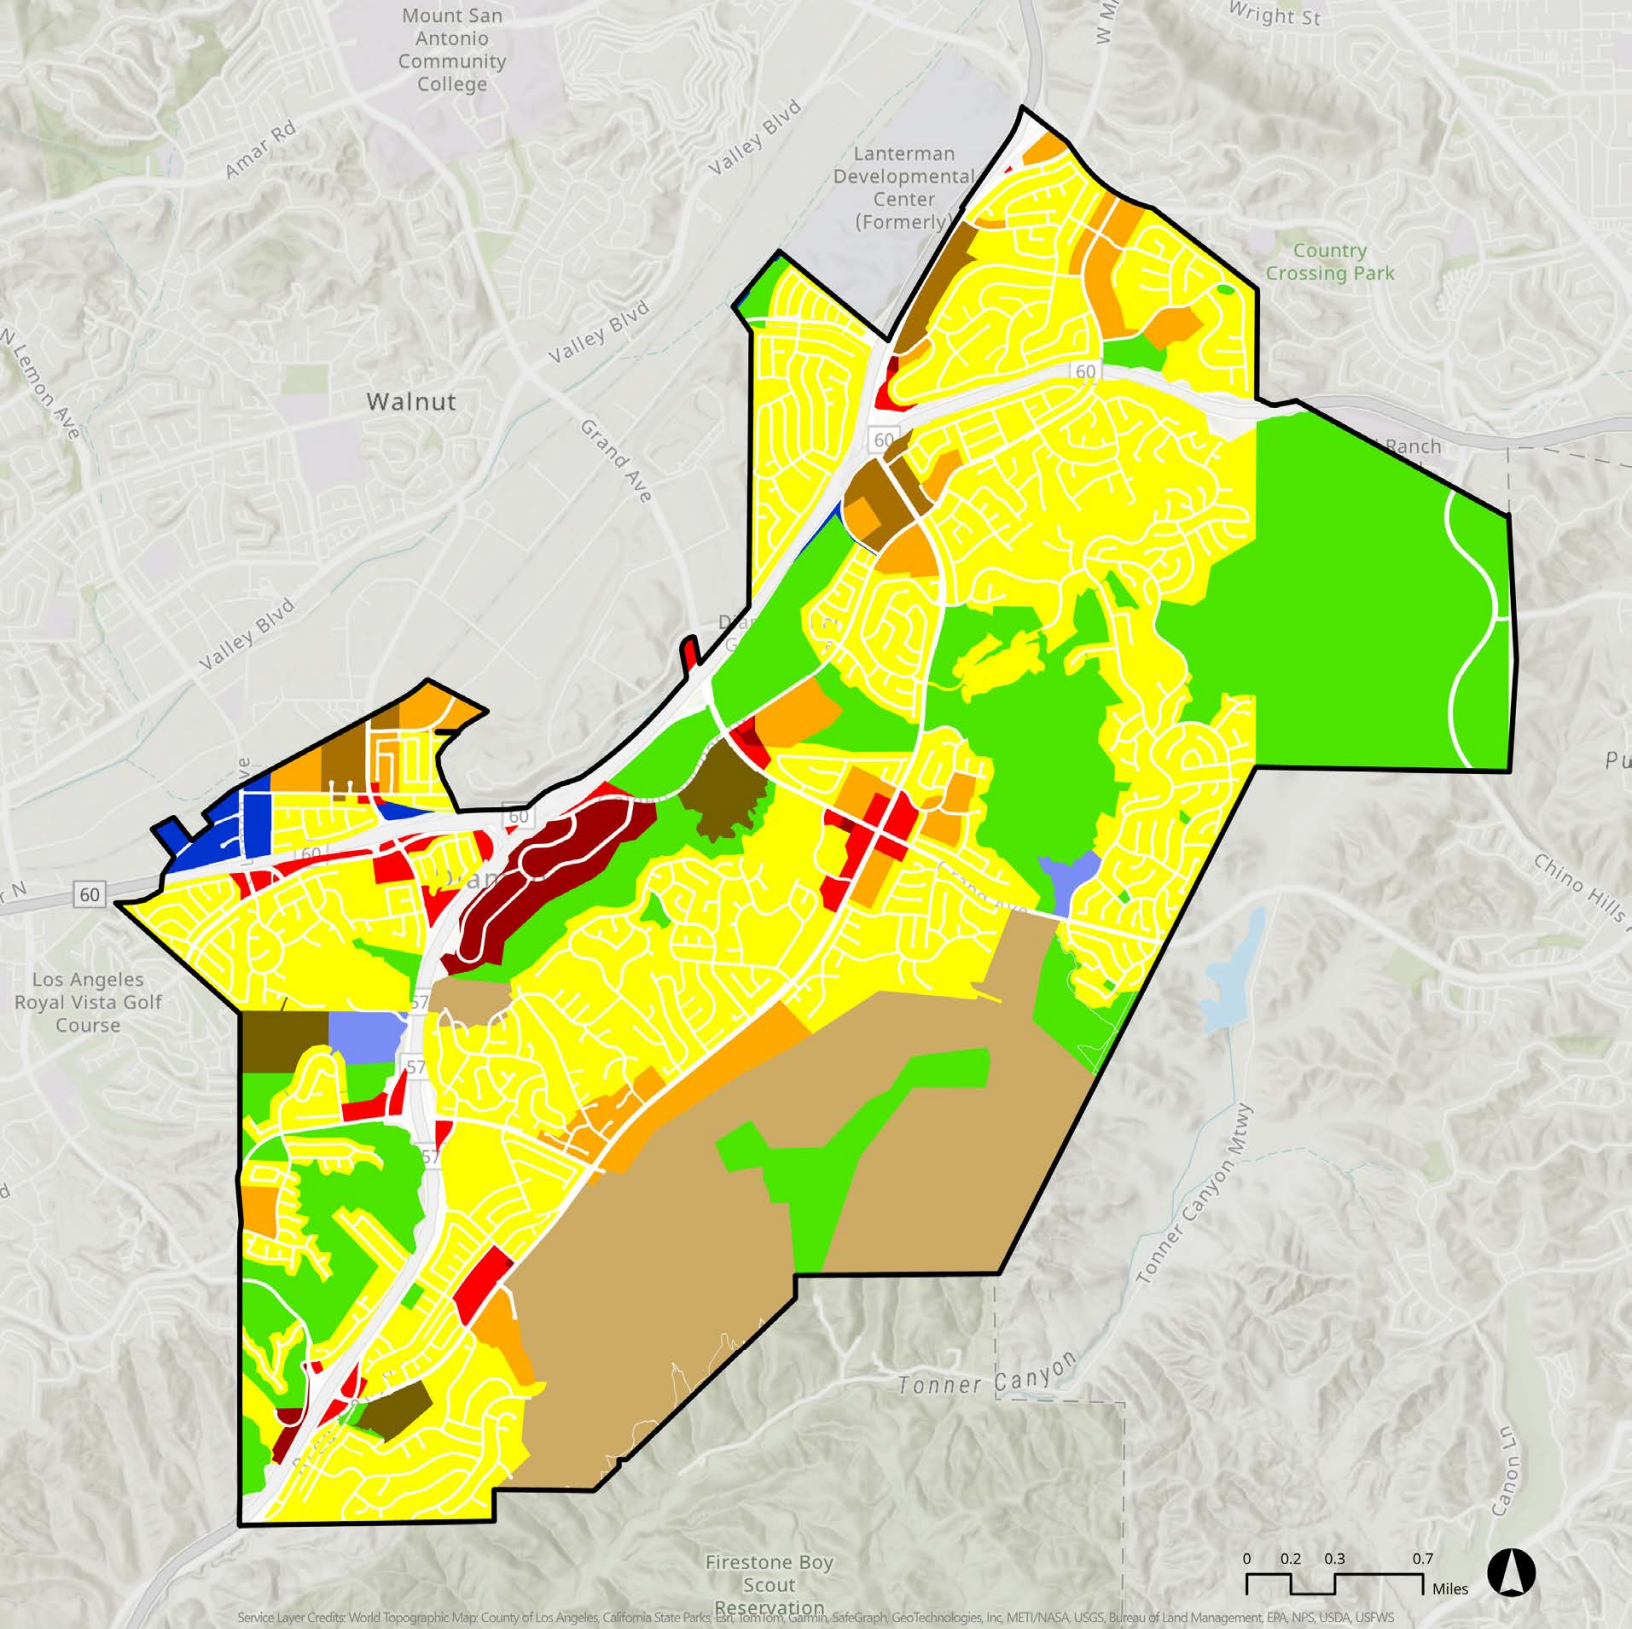 Mount San
Antonio
Community
College
Wright St
Amar Rd
Valley Blvd
Lanterman
Developmental
Center
(Formerly)
Country
Crossing Park
Valley Blvd
N Lemon Ave
Walnut
60
60
Ranch
Grand Ave
Valley Blvd
60
60
60
Grand Ave
Chino Hills
Los Angeles
Royal Vista Golf
Course
57
57
57
Tonner Canyon Mtwy
Tonner Canyon
Canon Ln
Firestone Boy
Scout
Reservation
0 0.2 0.3 0.7
Miles
Service Layer Credits: World Topographic Map: County of Los Angeles, California State Parks, Esri, TomTom, Garmin, SafeGraph, GeoTechnologies, Inc, METI/NASA, USGS, Bureau of Land Management, EPA, NPS, USDA, USFWS